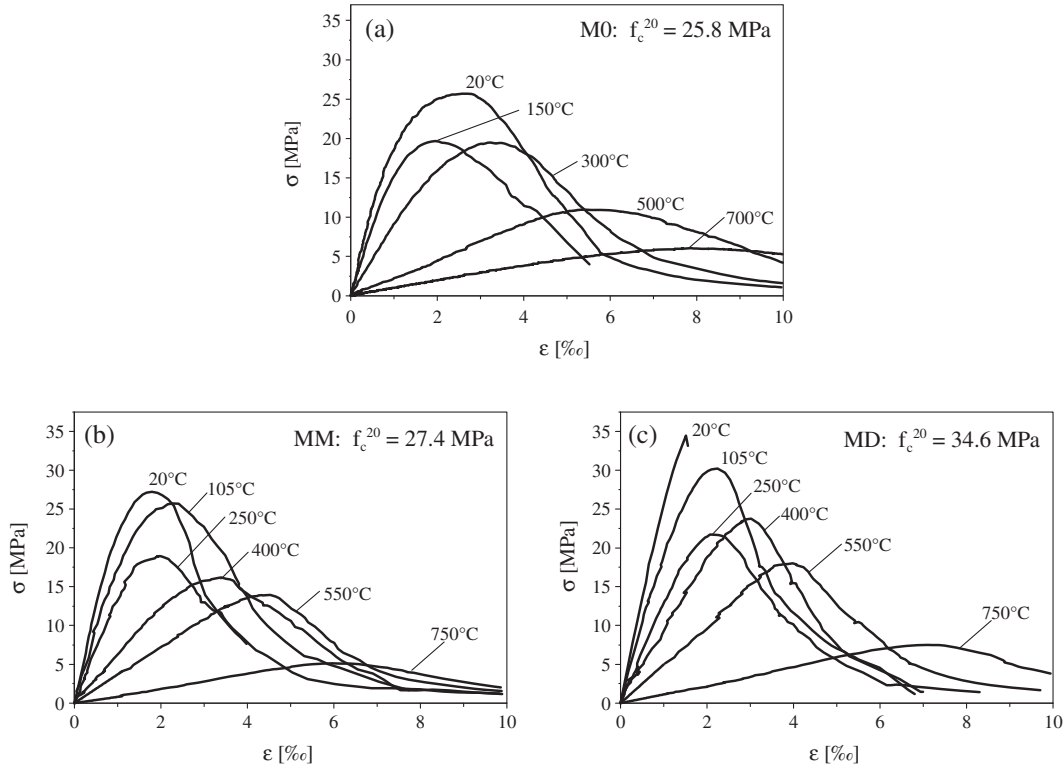 (a) M0: f_c^20 = 25.8 MPa
35
30
25
20
15
10
5
0
σ [MPa]
20°C
150°C
300°C
500°C
700°C
0 2 4 6 8 10
ε [‰]
(b) MM: f_c^20 = 27.4 MPa
35
30
25
20
15
10
5
0
σ [MPa]
20°C
105°C
250°C
400°C
550°C
750°C
0 2 4 6 8 10
ε [‰]
(c) MD: f_c^20 = 34.6 MPa
35
30
25
20
15
10
5
0
σ [MPa]
20°C
105°C
250°C
400°C
550°C
750°C
0 2 4 6 8 10
ε [‰]